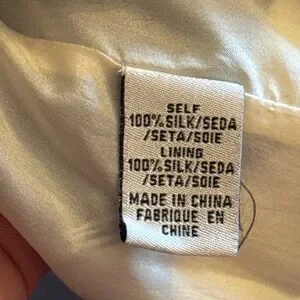 SELF
100% SILK/SEDA
/SETA/SOIE
LINING
100% SILK/SEDA
/SETA/SOIE
MADE IN CHINA
FABRIQUE EN
CHINE